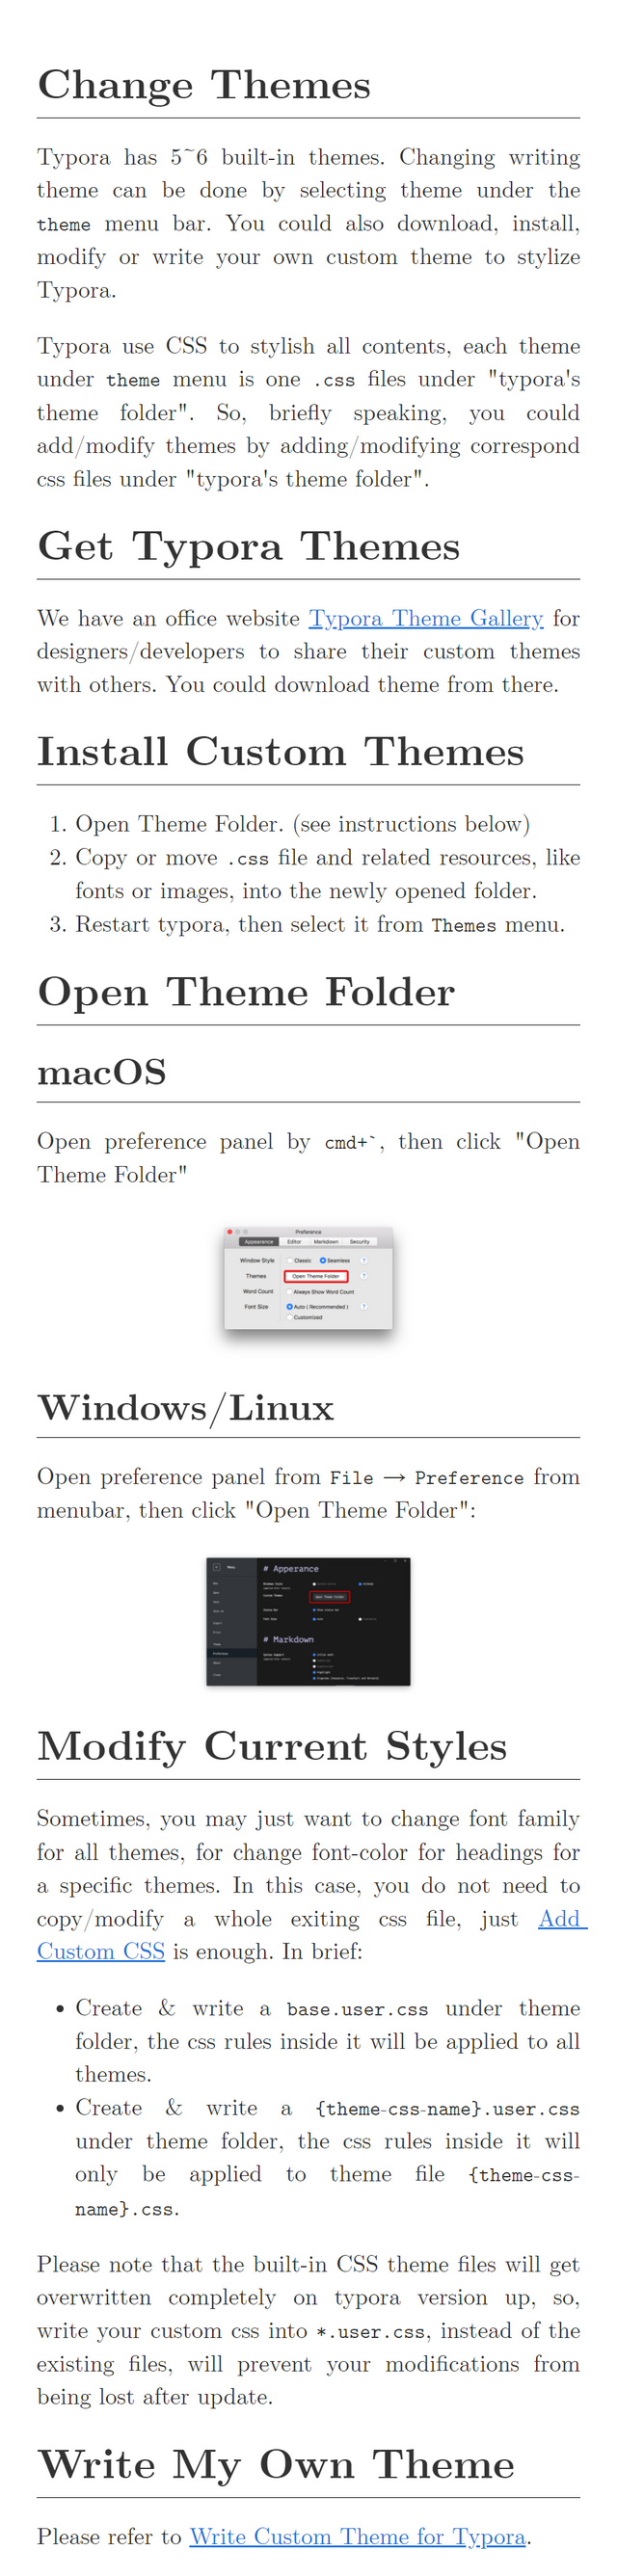 Change Themes
Typora has 5~6 built-in themes. Changing writing
theme can be done by selecting theme under the
theme menu bar. You could also download, install,
modify or write your own custom theme to stylize
Typora.
Typora use CSS to stylish all contents, each theme
under theme menu is one .css files under "typora's
theme folder". So, briefly speaking, you could
add/modify themes by adding/modifying correspond
css files under "typora's theme folder".
Get Typora Themes
We have an office website Typora Theme Gallery for
designers/developers to share their custom themes
with others. You could download theme from there.
Install Custom Themes
1. Open Theme Folder. (see instructions below)
2. Copy or move .css file and related resources, like
fonts or images, into the newly opened folder.
3. Restart typora, then select it from Themes menu.
Open Theme Folder
macOS
Open preference panel by cmd+`, then click "Open
Theme Folder"
Preference
Appearance Editor Markdown Security
Window Style Classic Seamless ?
Themes Open Theme Folder ?
Word Count Always Show Word Count
Font Size Auto ( Recommended ) ?
Customized
Windows/Linux
Open preference panel from File → Preference from
menubar, then click "Open Theme Folder":
Menu
# Apperance
Open Theme Folder
Font Size
Theme
# Markdown
Preference
Modify Current Styles
Sometimes, you may just want to change font family
for all themes, for change font-color for headings for
a specific themes. In this case, you do not need to
copy/modify a whole exiting css file, just Add
Custom CSS is enough. In brief:
• Create & write a base.user.css under theme
folder, the css rules inside it will be applied to all
themes.
• Create & write a {theme-css-name}.user.css
under theme folder, the css rules inside it will
only be applied to theme file {theme-css-
name}.css.
Please note that the built-in CSS theme files will get
overwritten completely on typora version up, so,
write your custom css into *.user.css, instead of the
existing files, will prevent your modifications from
being lost after update.
Write My Own Theme
Please refer to Write Custom Theme for Typora.